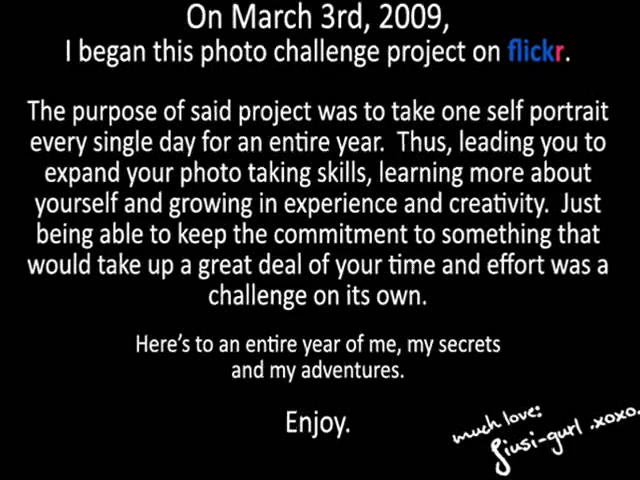 On March 3rd, 2009,
I began this photo challenge project on flickr.
The purpose of said project was to take one self portrait
every single day for an entire year. Thus, leading you to
expand your photo taking skills, learning more about
yourself and growing in experience and creativity. Just
being able to keep the commitment to something that
would take up a great deal of your time and effort was a
challenge on its own.
Here's to an entire year of me, my secrets
and my adventures.
Enjoy.
much love:
Siusi-gurl .xoxo.